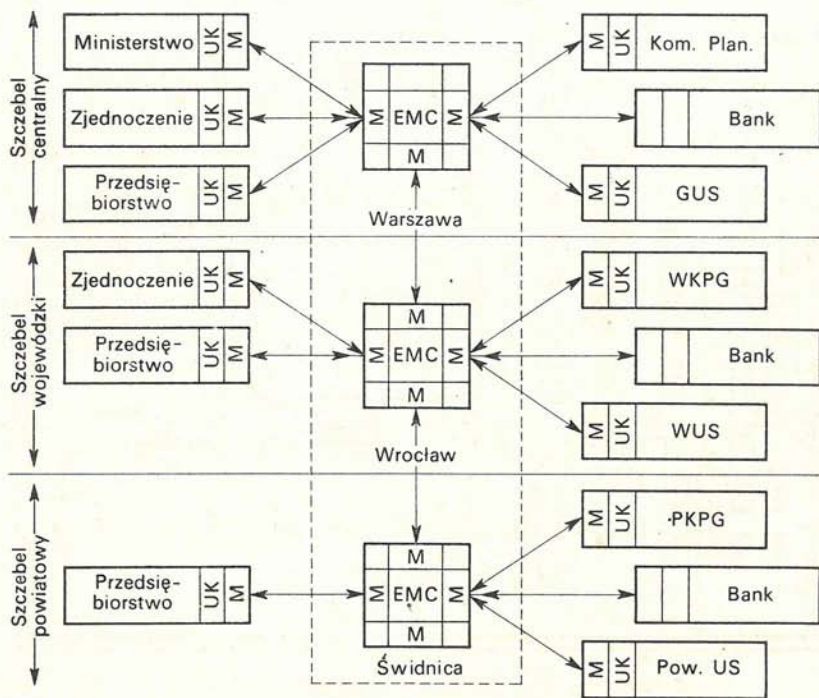 Szczebel
centralny
Ministerstwo UK M
Zjednoczenie UK M
Przedsię-
biorstwo UK M
M EMC M
M
Warszawa
M UK Kom. Plan.
Bank
M UK GUS
Szczebel
wojewódzki
Zjednoczenie UK M
Przedsię-
biorstwo UK M
M
M EMC M
M
Wrocław
M UK WKPG
Bank
M UK WUS
Szczebel
powiatowy
Przedsię-
biorstwo UK M
M
M EMC M
M
Świdnica
M UK PKPG
Bank
M UK Pow. US